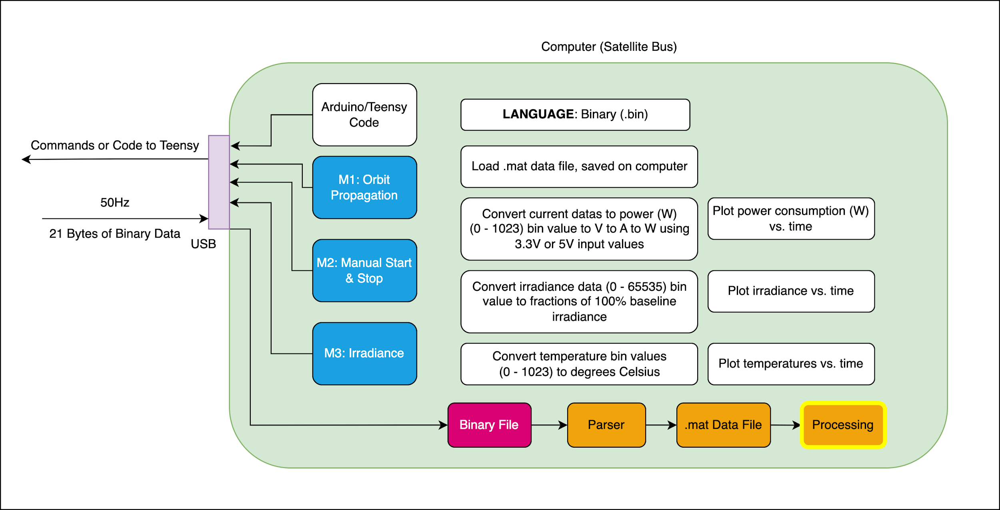 Computer (Satellite Bus)
Arduino/Teensy
Code
LANGUAGE: Binary (.bin)
Commands or Code to Teensy
Load .mat data file, saved on computer
M1: Orbit
Propagation
50Hz
21 Bytes of Binary Data
USB
Convert current datas to power (W)
(0 - 1023) bin value to V to A to W using
3.3V or 5V input values
Plot power consumption (W)
vs. time
M2: Manual Start
& Stop
Convert irradiance data (0 - 65535) bin
value to fractions of 100% baseline
irradiance
Plot irradiance vs. time
M3: Irradiance
Convert temperature bin values
(0 - 1023) to degrees Celsius
Plot temperatures vs. time
Binary File
Parser
.mat Data File
Processing